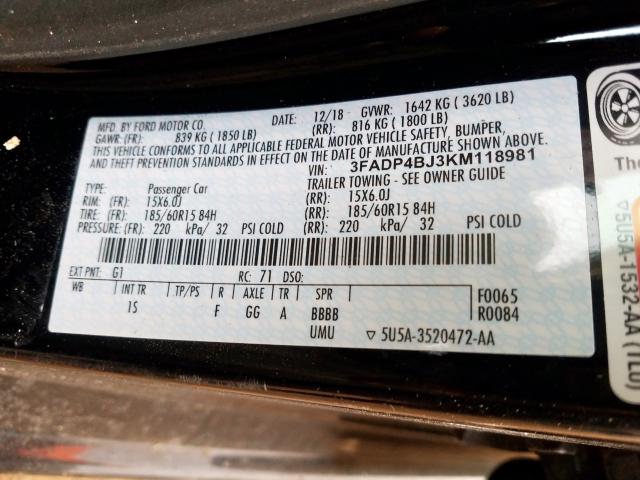 MFD. BY FORD MOTOR CO. DATE: 12/18 GVWR: 1642 KG ( 3620 LB)
GAWR: (FR): 839 KG ( 1850 LB) (RR): 816 KG ( 1800 LB)
THIS VEHICLE CONFORMS TO ALL APPLICABLE FEDERAL MOTOR VEHICLE SAFETY, BUMPER,
AND THEFT PREVENTION STANDARDS IN EFFECT ON THE DATE OF MANUFACTURE SHOWN ABOVE.
VIN: 3FADP4BJ3KM118981
TYPE: Passenger Car TRAILER TOWING - SEE OWNER GUIDE
RIM: (FR) 15X6.0J (RR) 15X6.0J
TIRE: (FR) 185/60R15 84H (RR) 185/60R15 84H
PRESSURE: (FR) 220 kPa/ 32 PSI COLD (RR) 220 kPa/ 32 PSI COLD
EXT PNT: G1 RC: 71 DSO:
WB INT TR TP/PS R AXLE TR SPR F0065
1S F GG A BBBB R0084
UMU ▽ 5U5A-3520472-AA
The
▽5U5A-1532-AA (1L0)